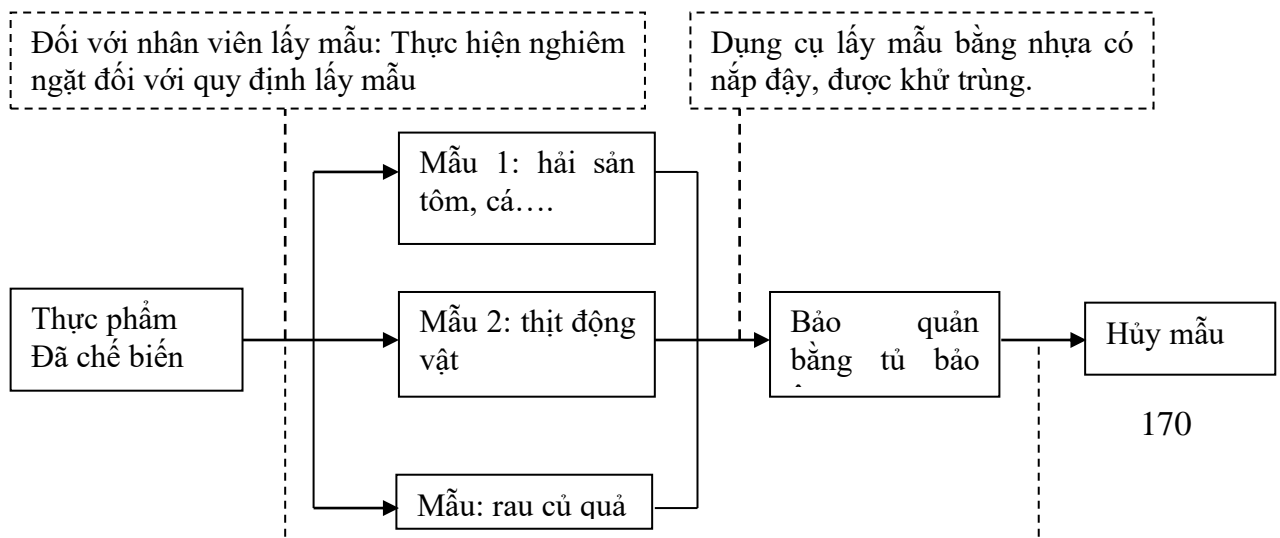 Đối với nhân viên lấy mẫu: Thực hiện nghiêm
ngặt đối với quy định lấy mẫu
Dụng cụ lấy mẫu bằng nhựa có
nắp đậy, được khử trùng.
Mẫu 1: hải sản
tôm, cá….
Thực phẩm
Đã chế biến
Mẫu 2: thịt động
vật
Bảo quản
bằng tủ bảo
Hủy mẫu
170
Mẫu: rau củ quả